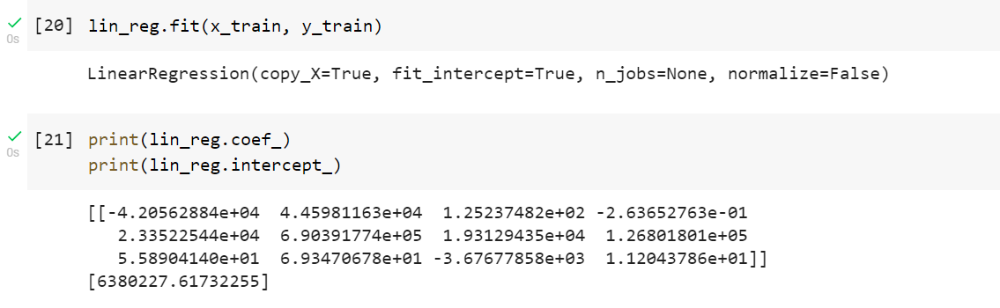 [20] lin_reg.fit(x_train, y_train)
0s
LinearRegression(copy_X=True, fit_intercept=True, n_jobs=None, normalize=False)
[21] print(lin_reg.coef_)
0s
print(lin_reg.intercept_)
[[-4.20562884e+04 4.45981163e+04 1.25237482e+02 -2.63652763e-01
2.33522544e+04 6.90391774e+05 1.93129435e+04 1.26801801e+05
5.58904140e+01 6.93470678e+01 -3.67677858e+03 1.12043786e+01]]
[6380227.61732255]